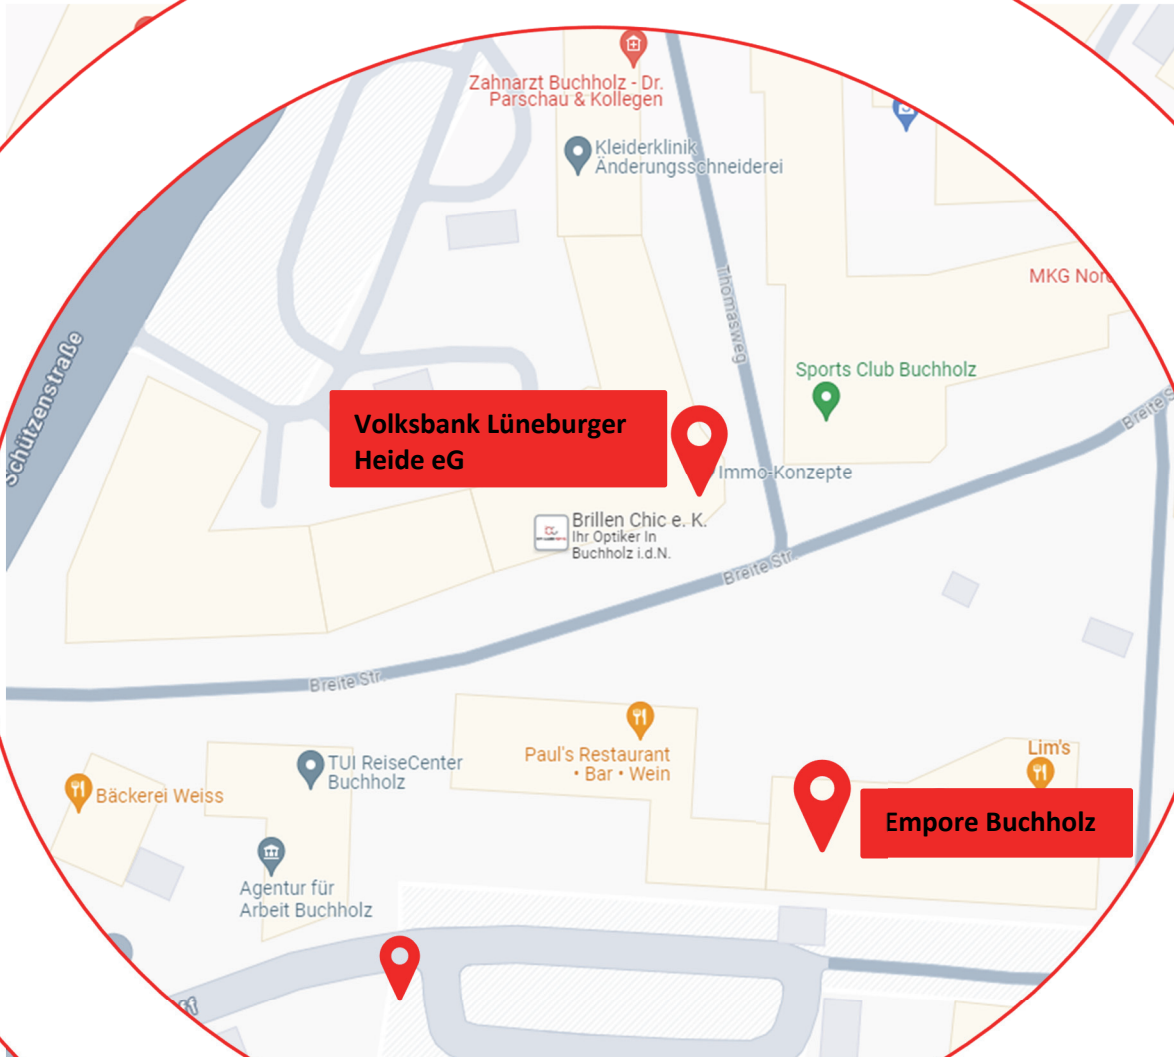 Zahnarzt Buchholz - Dr.
Parschau & Kollegen
Kleiderklinik
Änderungsschneiderei
MKG Nord
Thomasweg
Schützenstraße
Sports Club Buchholz
Breite S
Volksbank Lüneburger
Heide eG
Immo-Konzepte
Brillen Chic e. K.
Ihr Optiker In
Buchholz i.d.N.
Breite Str.
Breite Str.
Paul's Restaurant
• Bar • Wein
Lim's
TUI ReiseCenter
Buchholz
Bäckerei Weiss
Empore Buchholz
Agentur für
Arbeit Buchholz